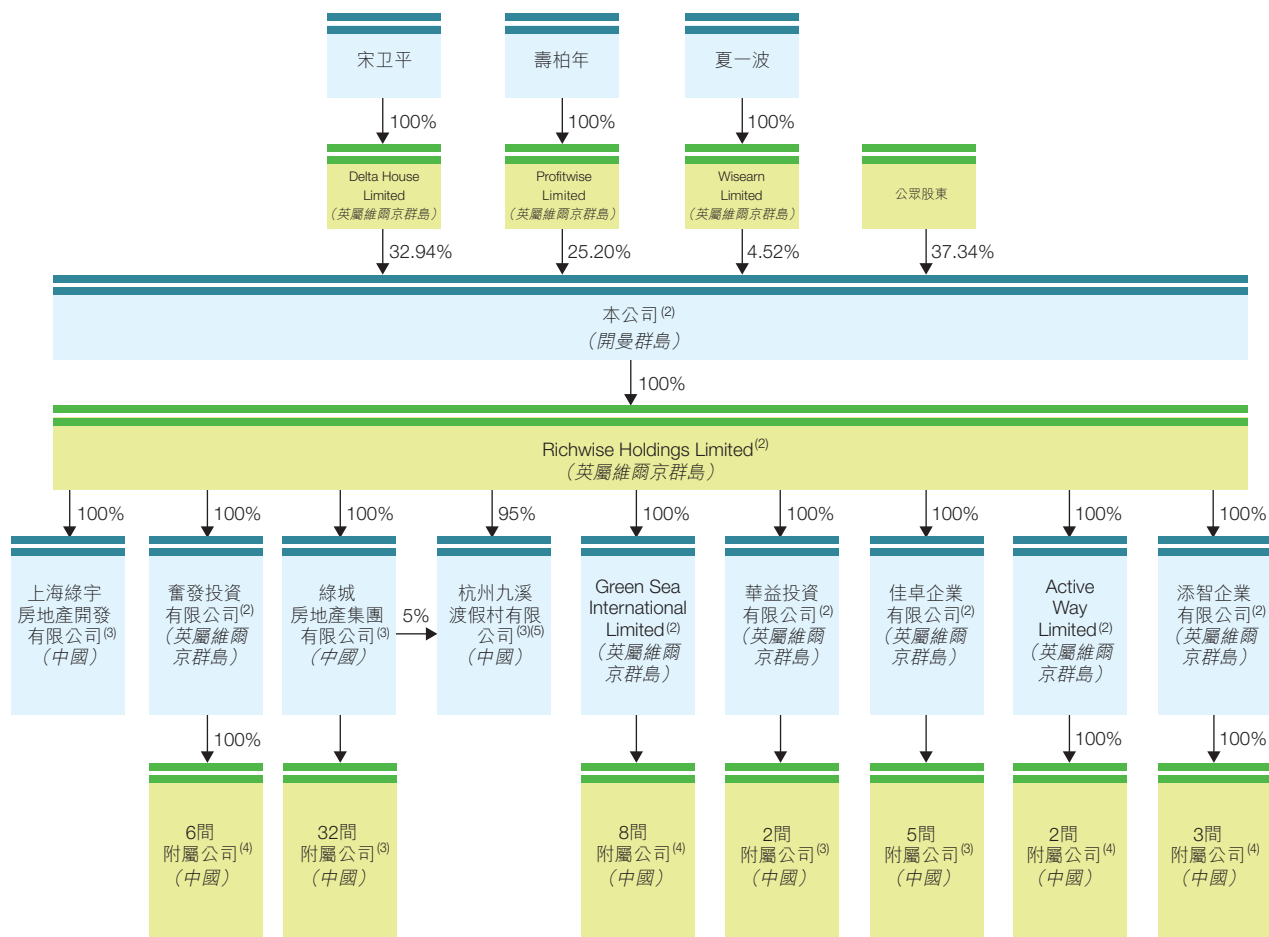 宋卫平
壽柏年
夏一波
100%
100%
100%
Delta House
Limited
（英屬維爾京群島）
Profitwise
Limited
（英屬維爾京群島）
Wisearn
Limited
（英屬維爾京群島）
公眾股東
32.94%
25.20%
4.52%
37.34%
本公司(2)
（開曼群島）
100%
Richwise Holdings Limited(2)
（英屬維爾京群島）
100%
100%
100%
95%
100%
100%
100%
100%
100%
上海綠宇
房地產開發
有限公司(3)
（中國）
奮發投資
有限公司(2)
（英屬維爾
京群島）
綠城
房地產集團
有限公司(3)
（中國）
5%
杭州九溪
渡假村有限
公司(3)(5)
（中國）
Green Sea
International
Limited(2)
（英屬維爾
京群島）
華益投資
有限公司(2)
（英屬維爾
京群島）
佳卓企業
有限公司(2)
（英屬維爾
京群島）
Active
Way
Limited(2)
（英屬維爾
京群島）
添智企業
有限公司(2)
（英屬維爾
京群島）
100%
100%
100%
6間
附屬公司(4)
（中國）
32間
附屬公司(3)
（中國）
8間
附屬公司(4)
（中國）
2間
附屬公司(3)
（中國）
5間
附屬公司(3)
（中國）
2間
附屬公司(4)
（中國）
3間
附屬公司(4)
（中國）